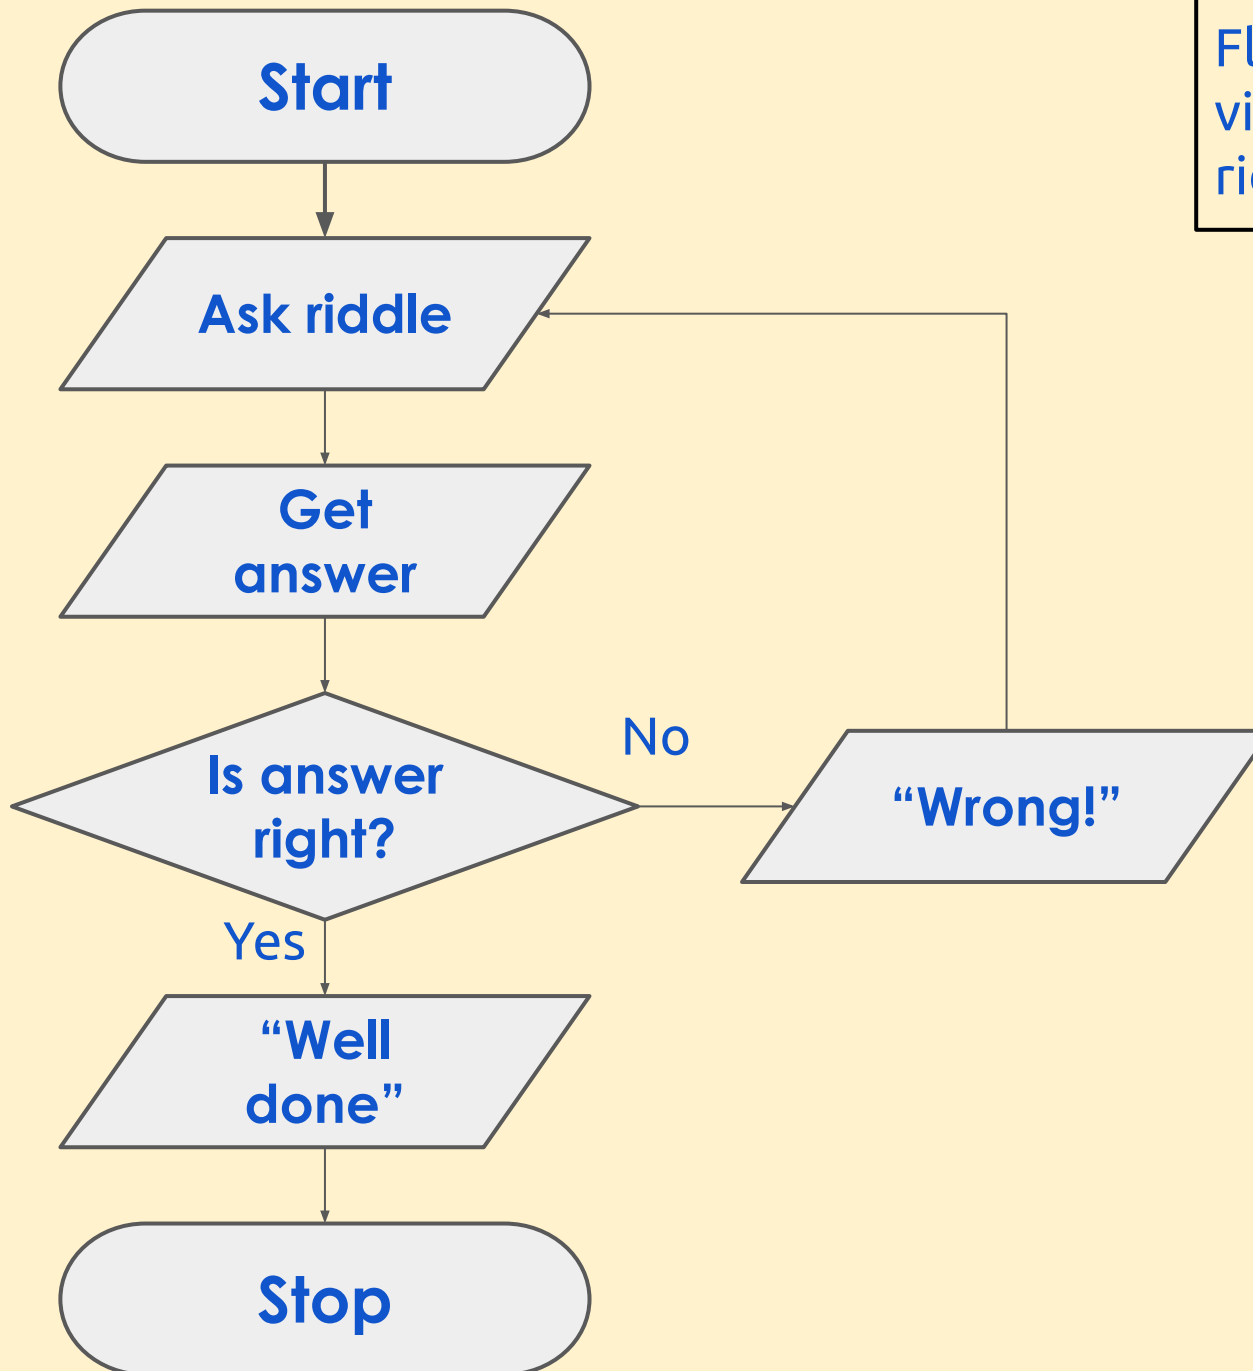 Start
Ask riddle
Get
answer
Is answer
right?
No
“Wrong!”
Yes
“Well
done”
Stop